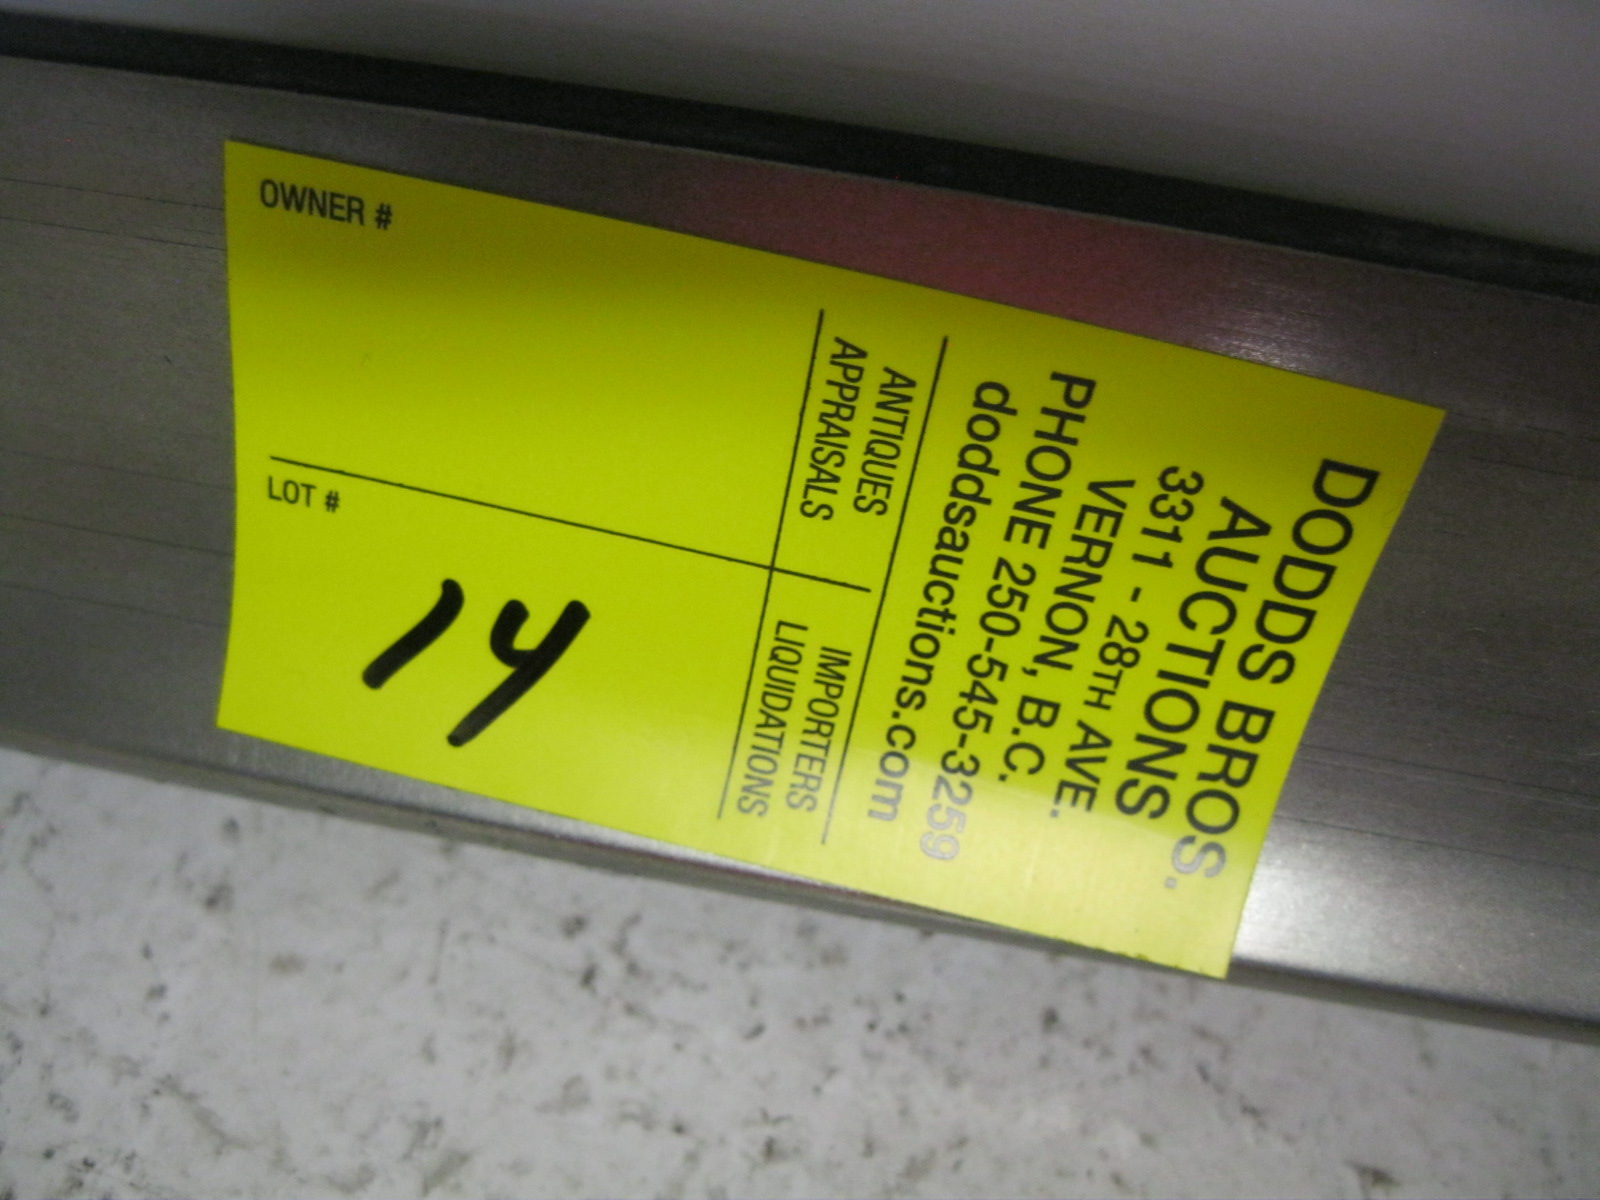 DODDS BROS.
AUCTIONS
3311 - 28TH AVE.
VERNON, B.C.
PHONE 250-545-3259
doddsauctions.com
ANTIQUES
APPRAISALS
IMPORTERS
LIQUIDATIONS
OWNER #
LOT #
14